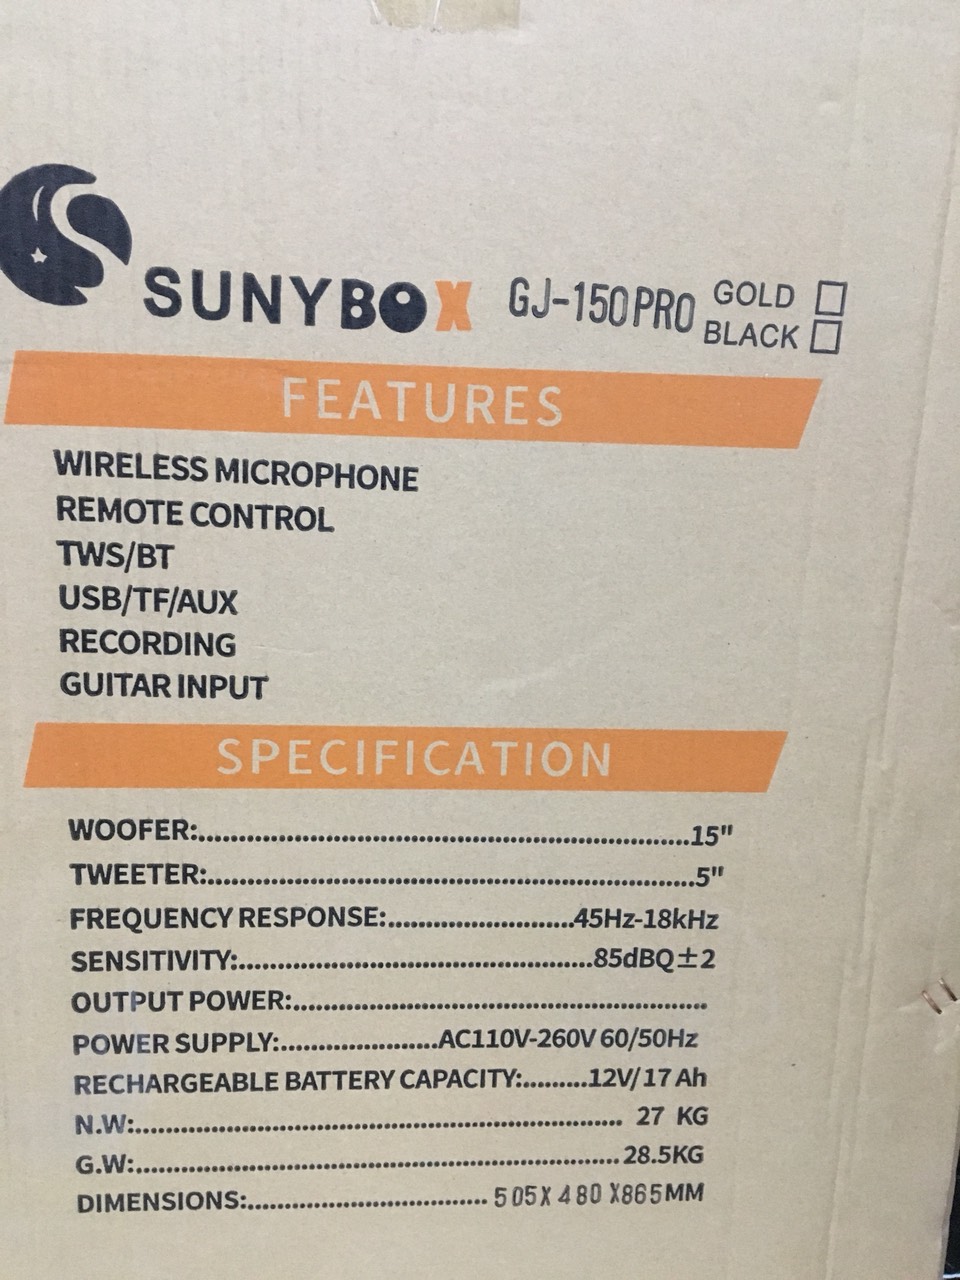 SUNYBOX GJ-150PRO GOLD
BLACK
FEATURES
WIRELESS MICROPHONE
REMOTE CONTROL
TWS/BT
USB/TF/AUX
RECORDING
GUITAR INPUT
SPECIFICATION
WOOFER:..........15"
TWEETER:..........5"
FREQUENCY RESPONSE:..........45Hz-18kHz
SENSITIVITY:..........85dBQ±2
OUTPUT POWER:..........
POWER SUPPLY:..........AC110V-260V 60/50Hz
RECHARGEABLE BATTERY CAPACITY:.........12V/17 Ah
N.W:.......... 27 KG
G.W:..........28.5KG
DIMENSIONS:.......... 505X480X865MM